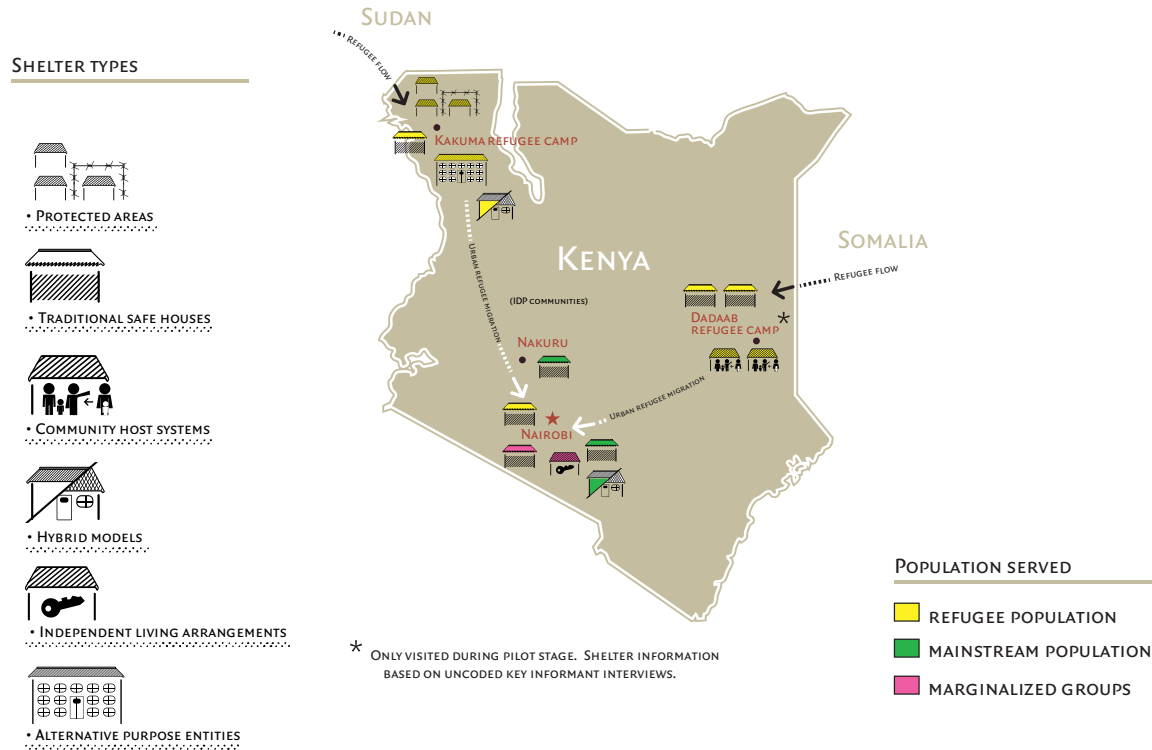 Sudan
Refugee flow
Shelter types
• Protected areas
• Traditional safe houses
• Community host systems
• Hybrid models
• Independent living arrangements
• Alternative purpose entities
Kakuma refugee camp
Urban refugee migration
Kenya
(IDP communities)
Somalia
Refugee flow
Dadaab
refugee camp *
Nakuru
Urban refugee migration
Nairobi
* Only visited during pilot stage. Shelter information
based on uncoded key informant interviews.
Population served
refugee population
mainstream population
marginalized groups